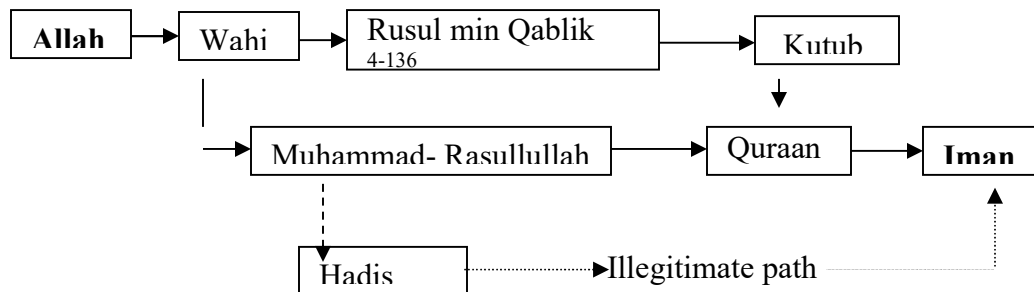 Allah
Wahi
Rusul min Qablik
4-136
Kutub
Muhammad- Rasullullah
Quraan
Iman
Hadis
Illegitimate path